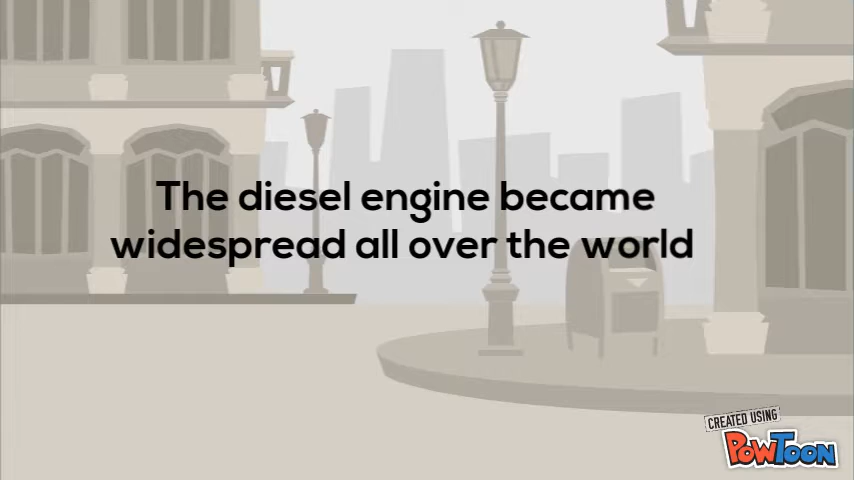 The diesel engine became
widespread all over the world
CREATED USING
POWTOON